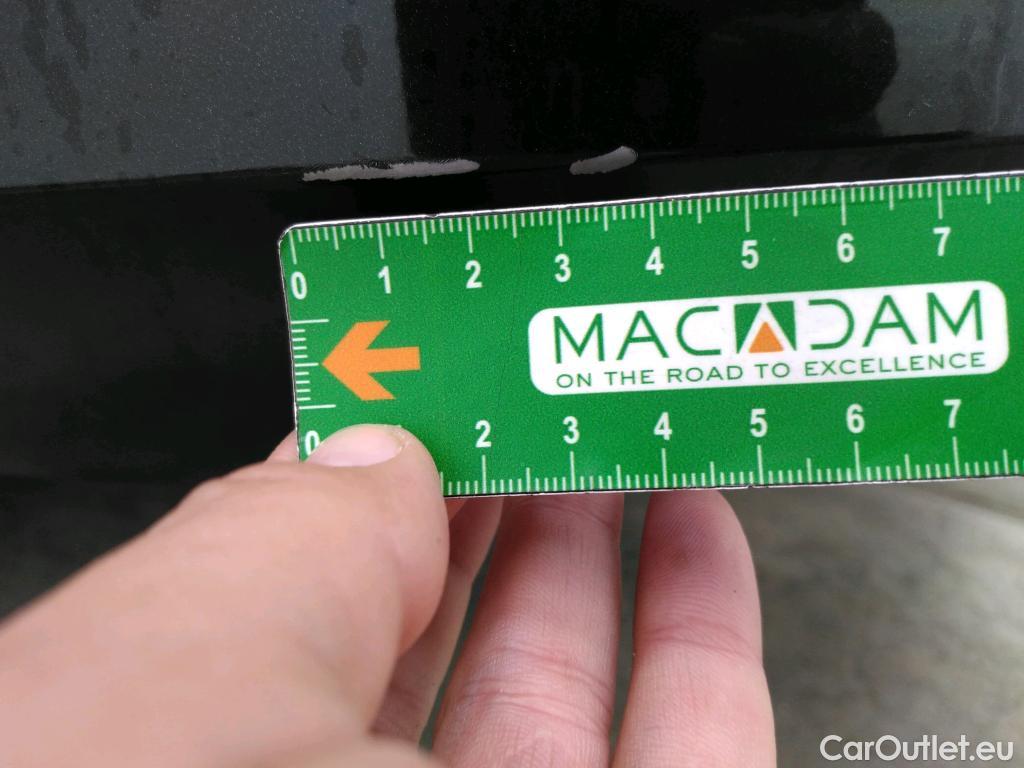 0 1 2 3 4 5 6 7
MACADAM
ON THE ROAD TO EXCELLENCE
0 2 3 4 5 6 7
CarOutlet.eu